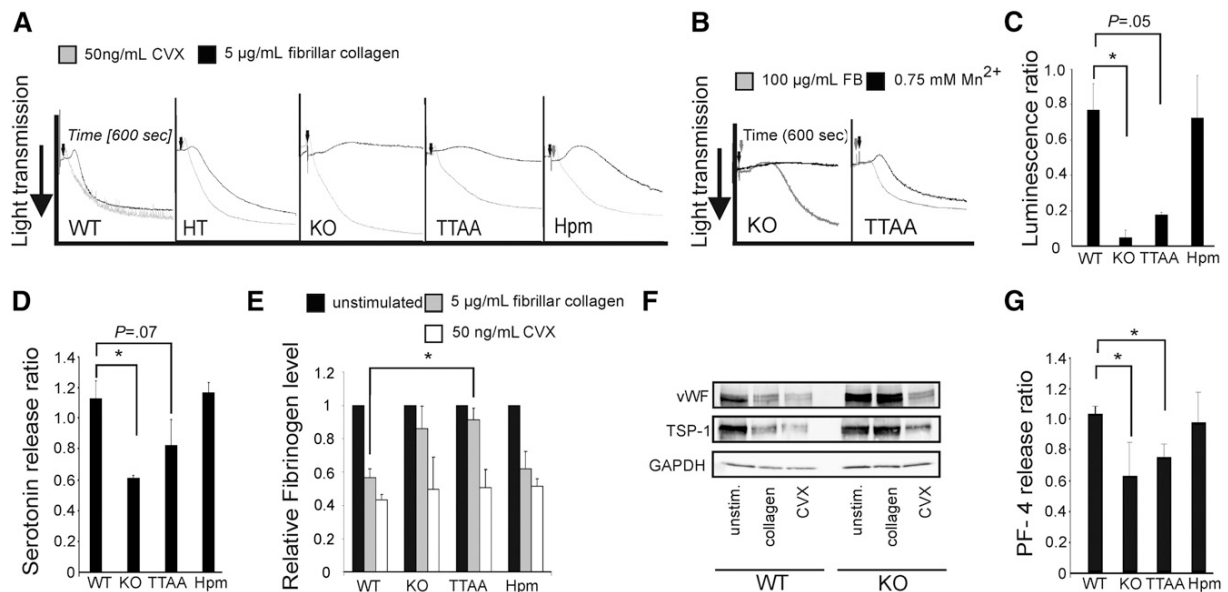 A
50ng/mL CVX
5 µg/mL fibrillar collagen
Light transmission
Time [600 sec]
WT
HT
KO
TTAA
Hpm
B
100 µg/mL FB
0.75 mM Mn2+
Light transmission
Time (600 sec)
KO
TTAA
C
P=.05
*
Luminescence ratio
1.0
0.8
0.6
0.4
0.2
0
WT KO TTAA Hpm
D
P=.07
*
Serotonin release ratio
1.4
1.2
1.0
0.8
0.6
0.4
0.2
0
WT KO TTAA Hpm
E
unstimulated
5 µg/mL fibrillar collagen
50 ng/mL CVX
*
Relative Fibrinogen level
1.2
1
0.8
0.6
0.4
0
WT KO TTAA Hpm
F
vWF
TSP-1
GAPDH
unstim.
collagen
CVX
unstim.
collagen
CVX
WT
KO
G
*
*
PF- 4 release ratio
1.4
1.2
1.0
0.8
0.6
0.4
0.2
0
WT KO TTAA Hpm